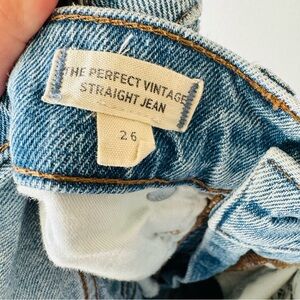 THE PERFECT VINTAGE
STRAIGHT JEAN
26